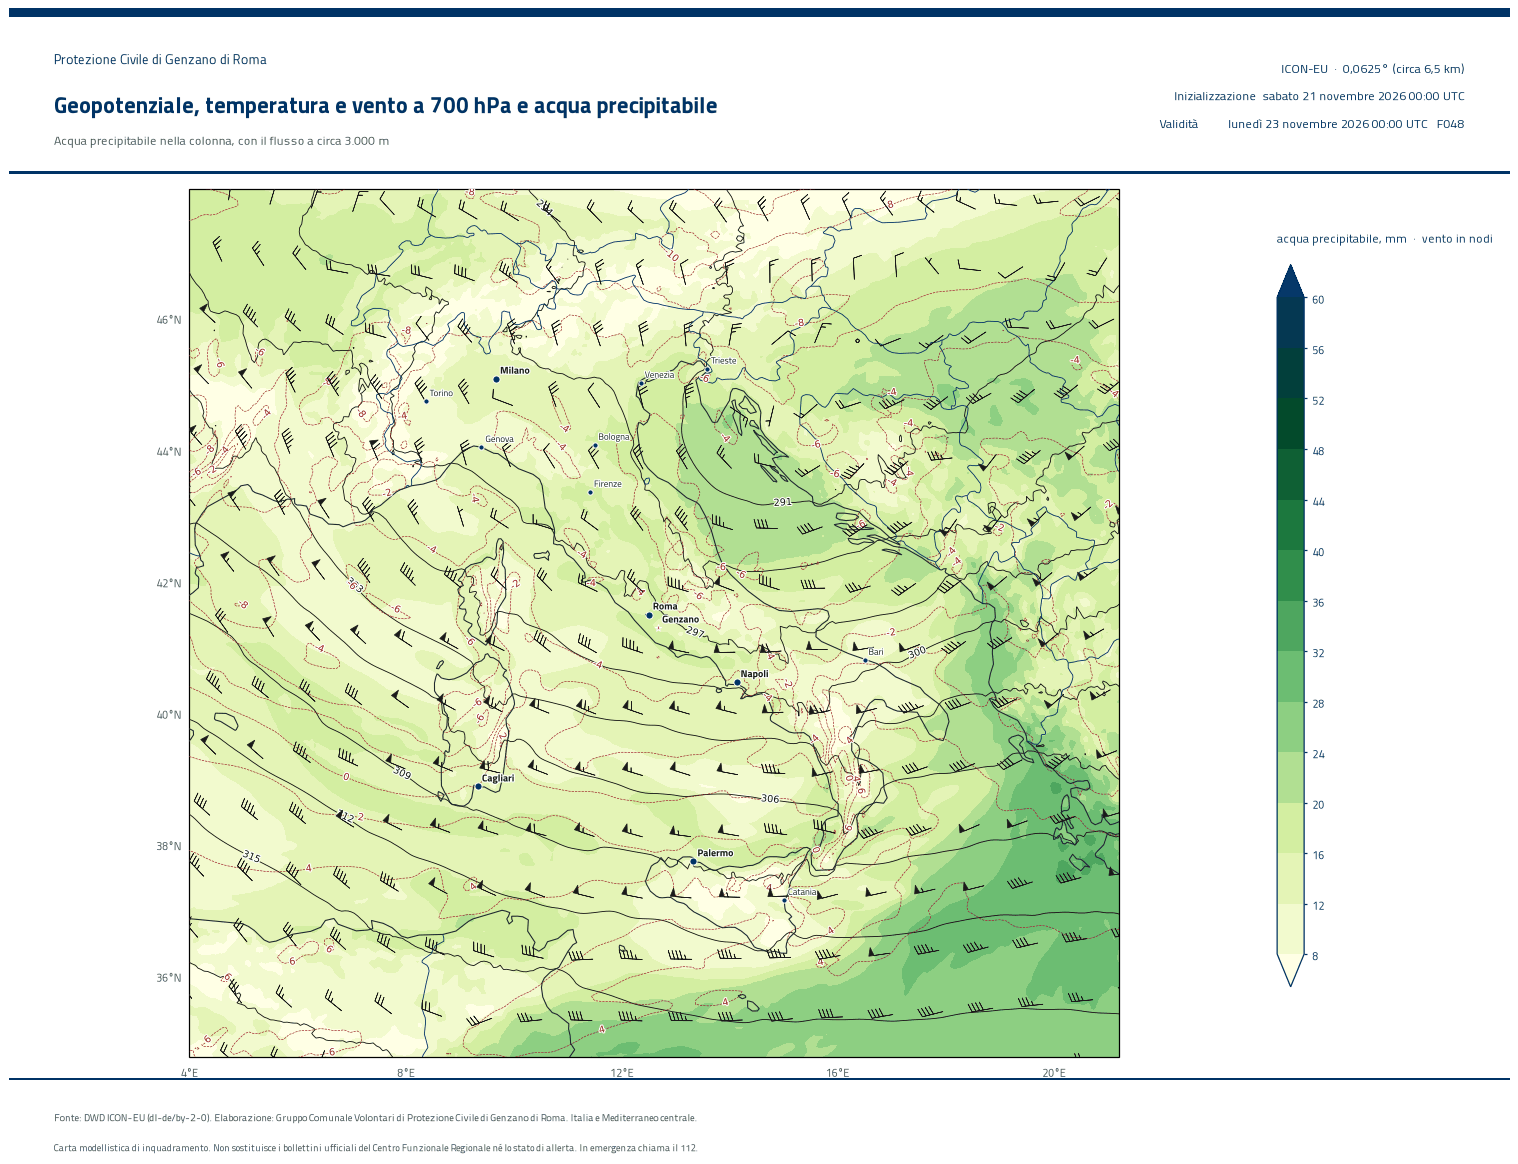 Protezione Civile di Genzano di Roma
Geopotenziale, temperatura e vento a 700 hPa e acqua precipitabile
Acqua precipitabile nella colonna, con il flusso a circa 3.000 m
ICON-EU · 0,0625° (circa 6,5 km)
Inizializzazione sabato 21 novembre 2026 00:00 UTC
Validità lunedì 23 novembre 2026 00:00 UTC F048
acqua precipitabile, mm · vento in nodi
60
56
52
48
44
40
36
32
28
24
20
16
12
8
46°N
44°N
42°N
40°N
38°N
36°N
4°E
8°E
12°E
16°E
20°E
Milano
Torino
Venezia
Trieste
Genova
Bologna
Firenze
Roma
Genzano
Napoli
Bari
Cagliari
Palermo
Catania
291
297
300
303
306
309
312
315
Fonte: DWD ICON-EU (dl-de/by-2-0). Elaborazione: Gruppo Comunale Volontari di Protezione Civile di Genzano di Roma. Italia e Mediterraneo centrale.
Carta modellistica di inquadramento. Non sostituisce i bollettini ufficiali del Centro Funzionale Regionale né lo stato di allerta. In emergenza chiama il 112.